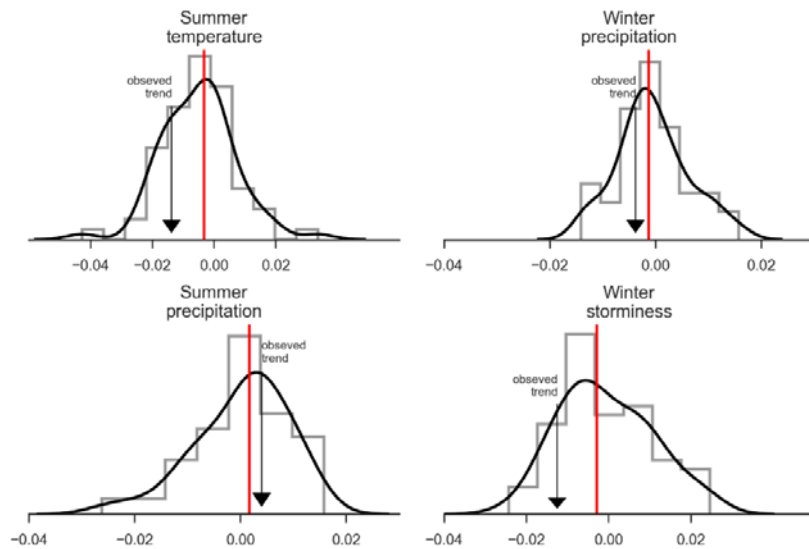 Summer
temperature
obseved
trend
−0.04 −0.02 0.00 0.02
Winter
precipitation
obseved
trend
−0.04 −0.02 0.00 0.02
Summer
precipitation
obseved
trend
−0.04 −0.02 0.00 0.02
Winter
storminess
obseved
trend
−0.04 −0.02 0.00 0.02